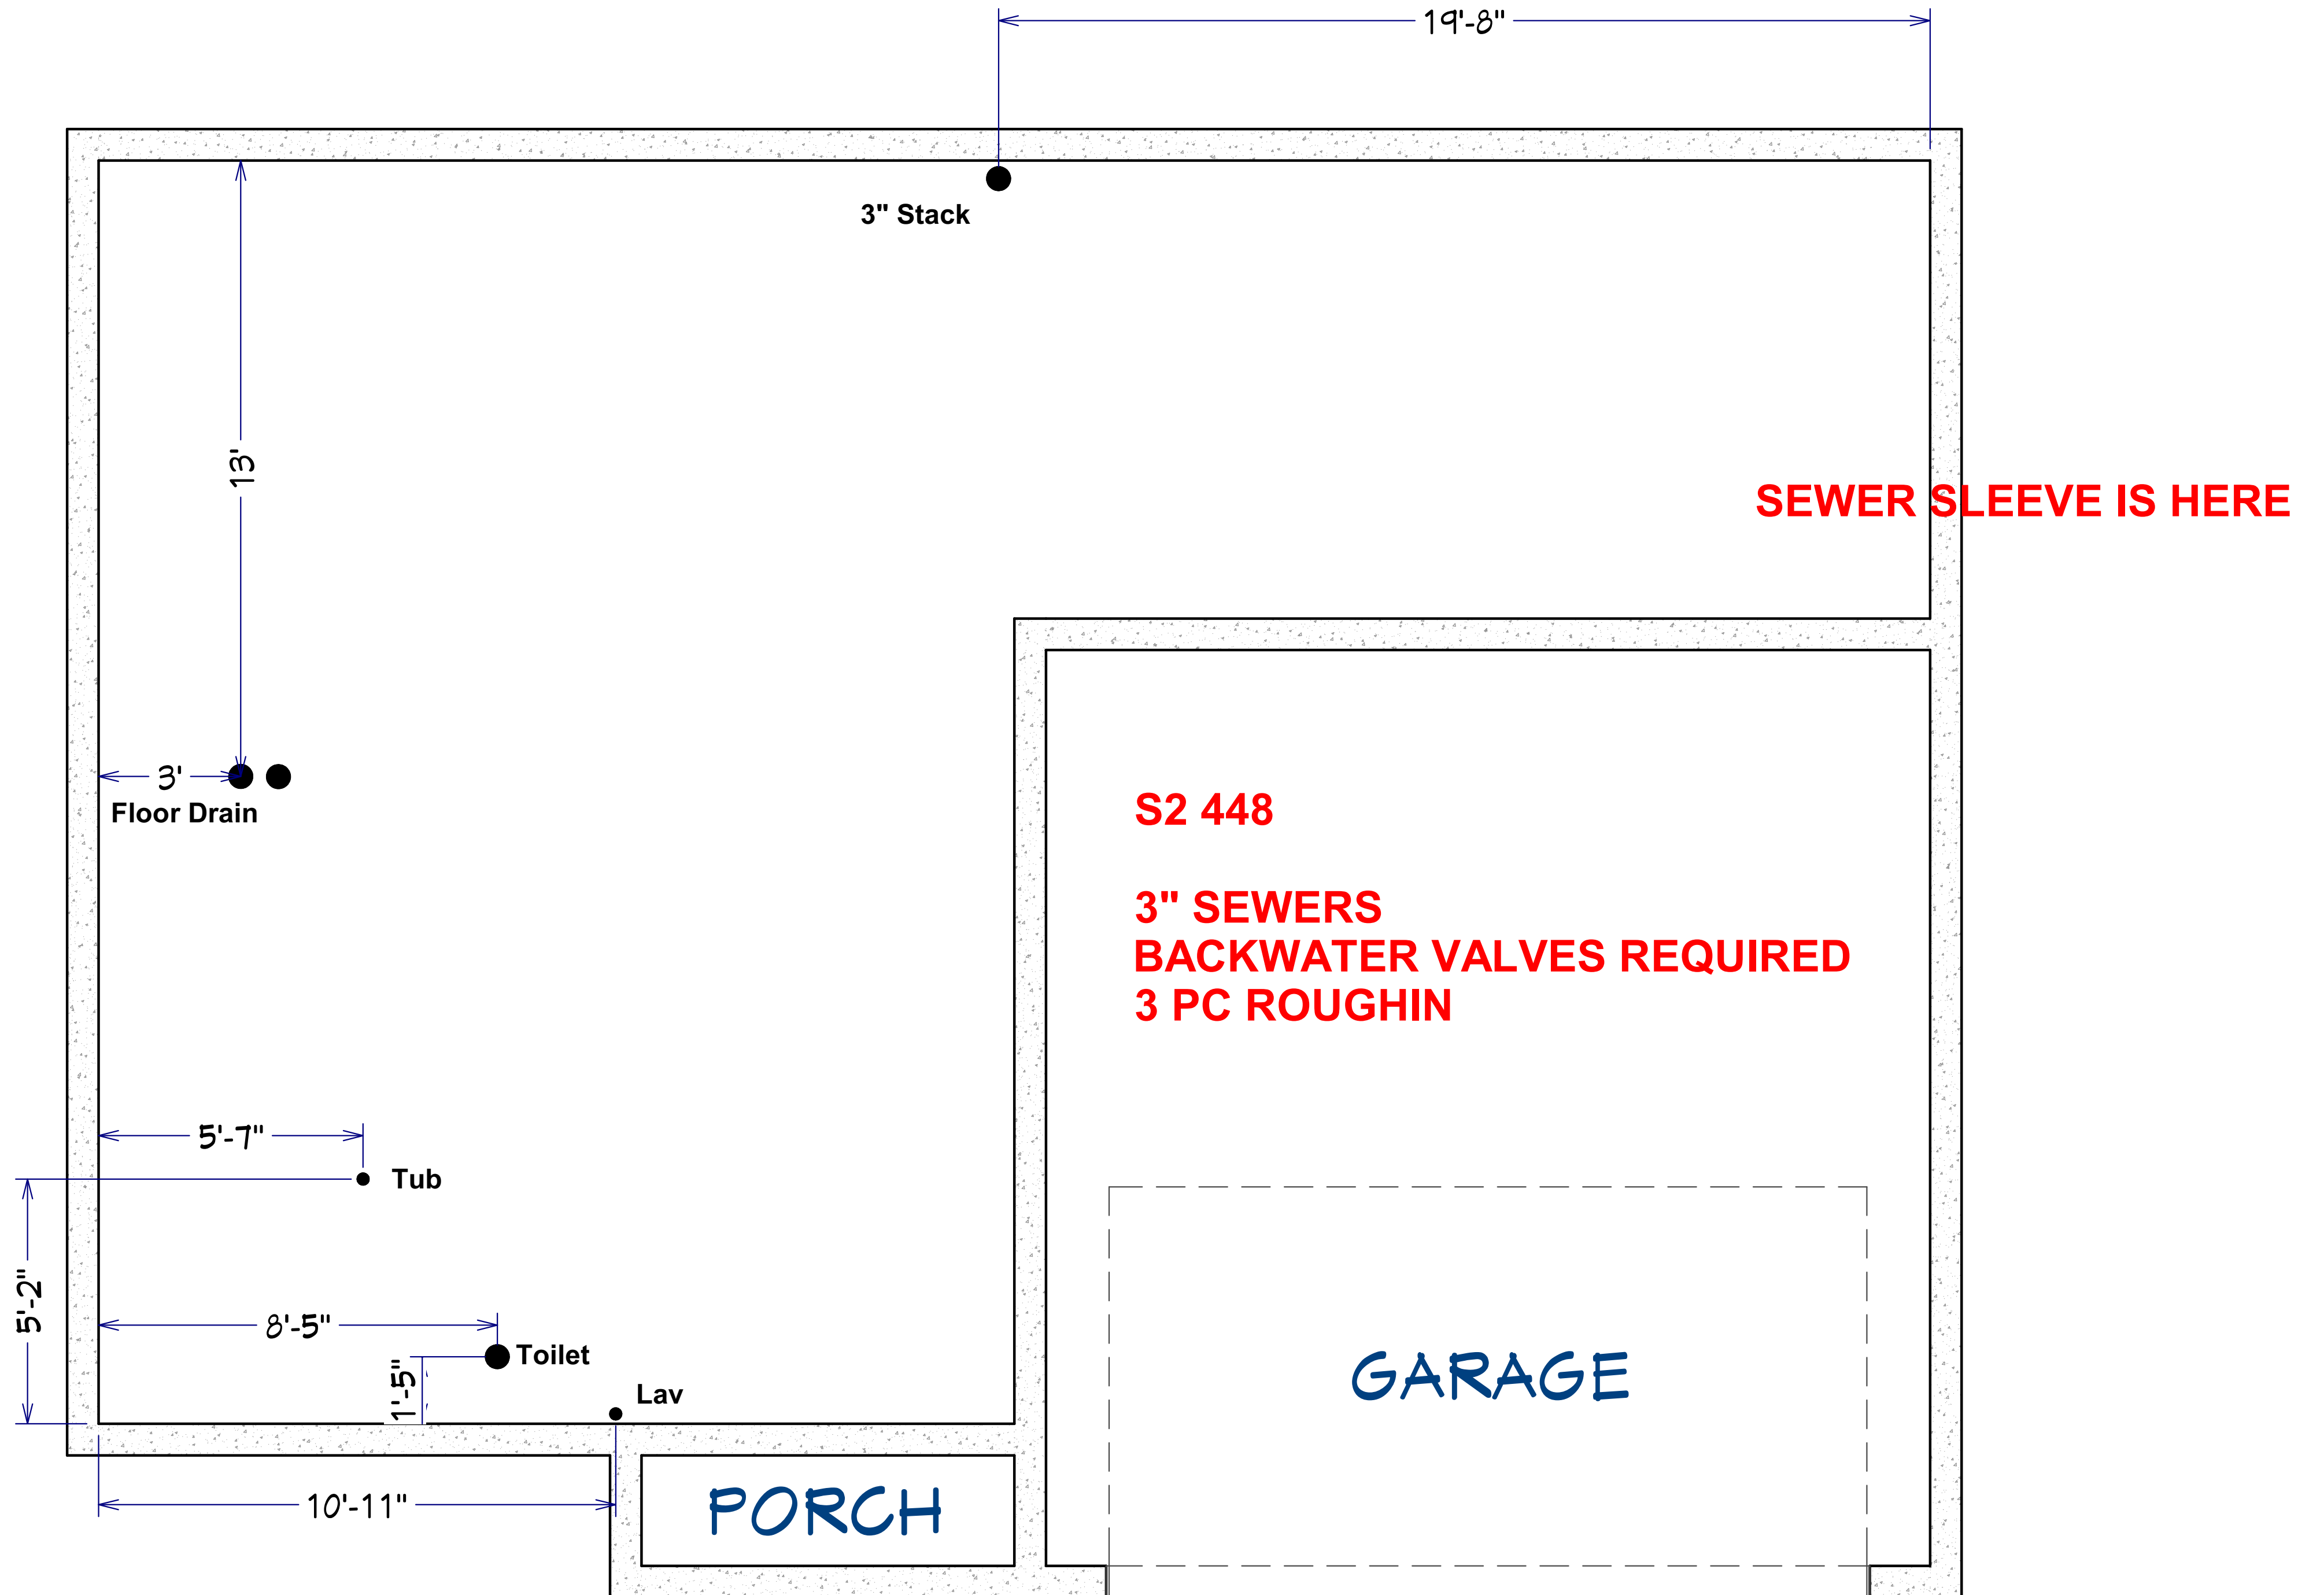 19'-8"
3" Stack
13'
SEWER SLEEVE IS HERE
3'
Floor Drain
S2 448
3" SEWERS
BACKWATER VALVES REQUIRED
3 PC ROUGHIN
5'-7"
Tub
5'-2"
8'-5"
Toilet
1'-5"
Lav
GARAGE
10'-11"
PORCH